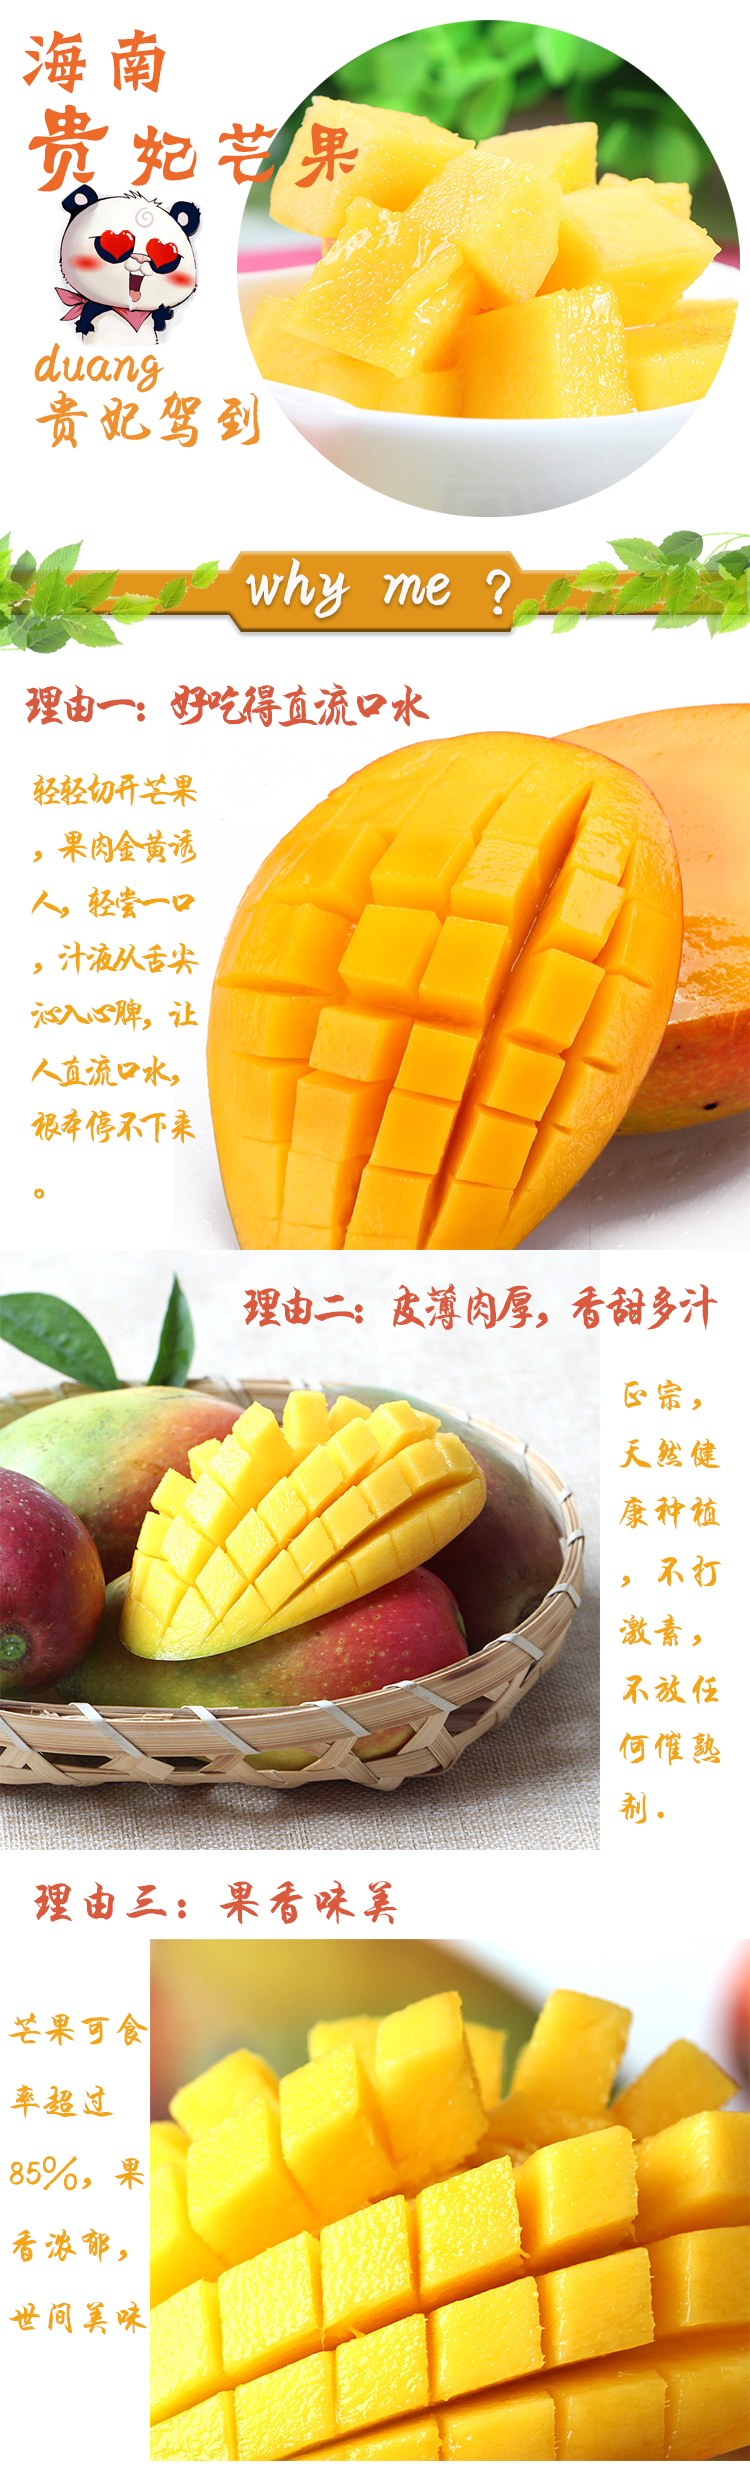 海南
贵妃芒果
duang
贵妃驾到
why me ?
理由一：好吃得直流口水
轻轻切开芒果
，果肉金黄诱
人，轻尝一口
，汁液从舌尖
沁入心脾，让
人直流口水，
根本停不下来
。
理由二：皮薄肉厚，香甜多汁
正宗，
天然健
康种植
，不打
激素，
不放任
何催熟
剂.
理由三：果香味美
芒果可食
率超过
85%，果
香浓郁，
世间美味